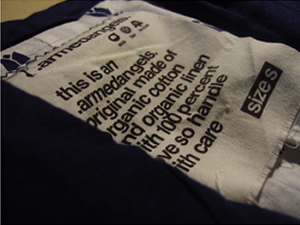 armedangels
this is an
armedangels
original made of
organic cotton
and organic linen
with 100 percent
so handle
with care
size s